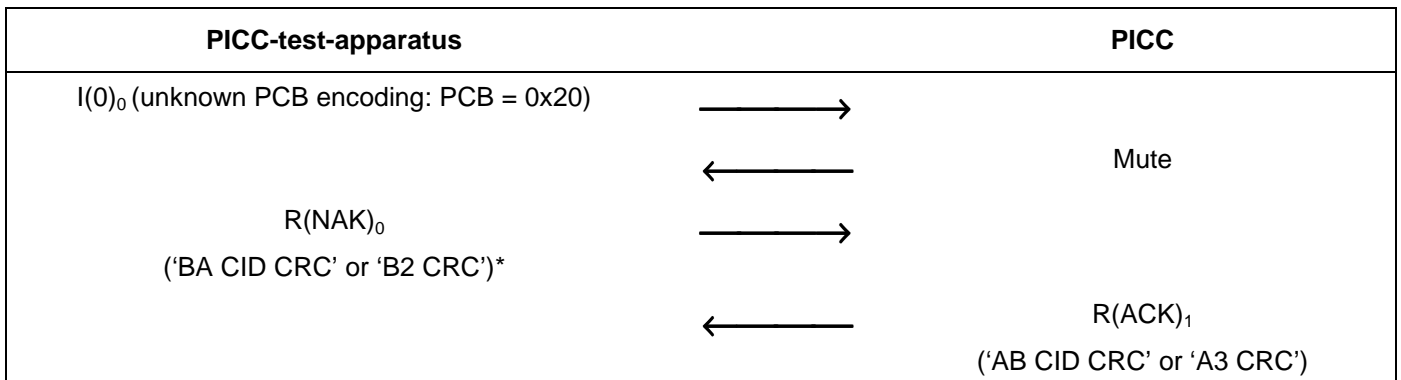 PICC-test-apparatus PICC
I(0)₀ (unknown PCB encoding: PCB = 0x20)
Mute
R(NAK)₀
(‘BA CID CRC’ or ‘B2 CRC’)*
R(ACK)₁
(‘AB CID CRC’ or ‘A3 CRC’)